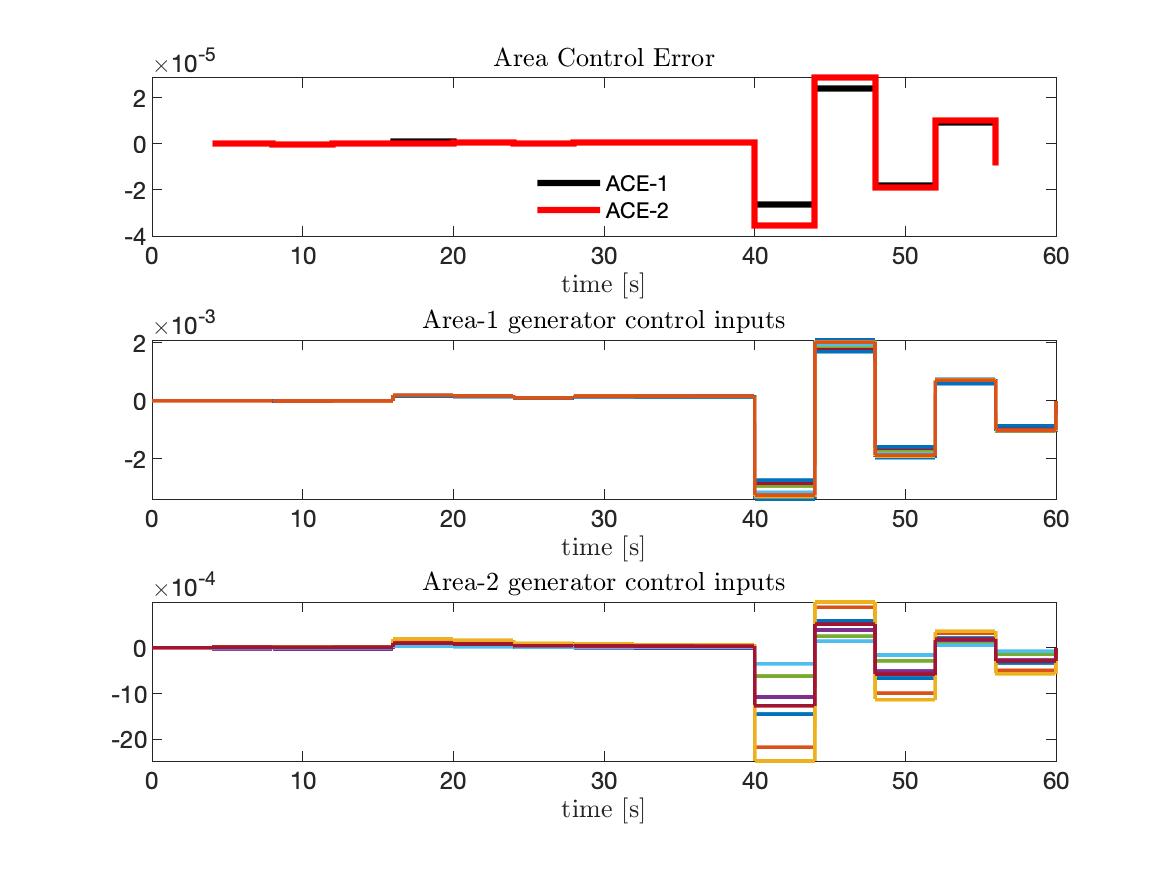 Area Control Error
×10-5
2
0
-2
-4
ACE-1
ACE-2
0 10 20 30 40 50 60
time [s]
Area-1 generator control inputs
×10-3
2
0
-2
0 10 20 30 40 50 60
time [s]
Area-2 generator control inputs
×10-4
0
-10
-20
0 10 20 30 40 50 60
time [s]